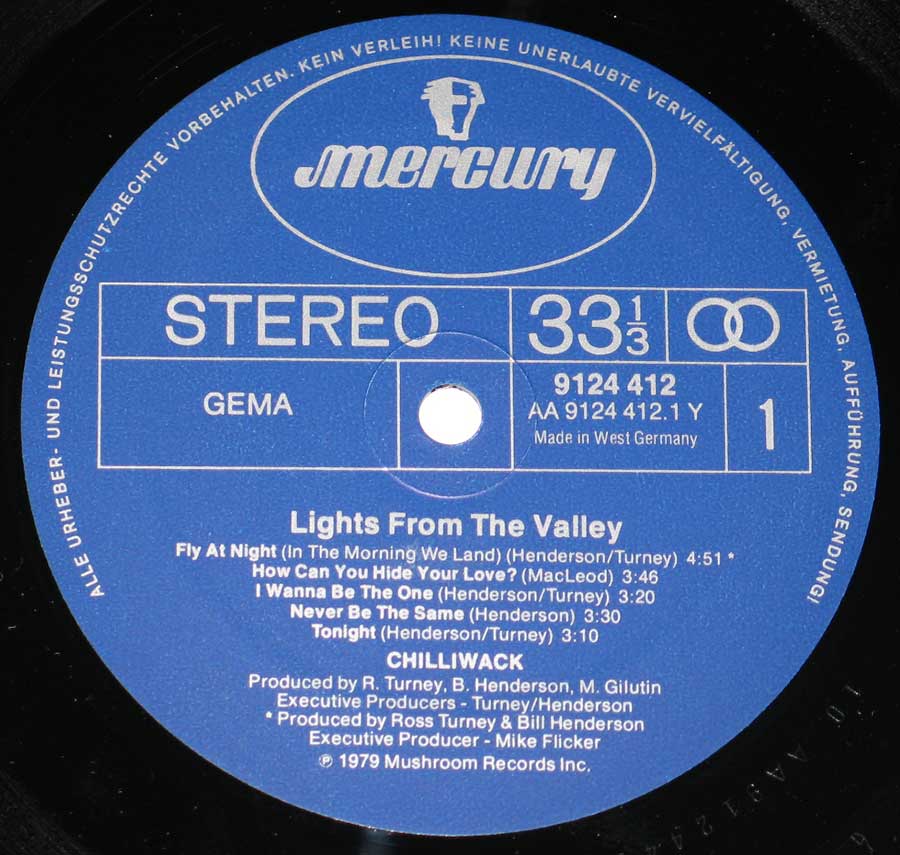 ALLE URHEBER- UND LEISTUNGSSCHUTZRECHTE VORBEHALTEN. KEIN VERLEIH! KEINE UNERLAUBTE VERVIELFÄLTIGUNG, VERMIETUNG, AUFFÜHRUNG, SENDUNG!
mercury
STEREO 33 1/3
GEMA
9124 412
AA 9124 412.1 Y
Made in West Germany
1
Lights From The Valley
Fly At Night (In The Morning We Land) (Henderson/Turney) 4:51 *
How Can You Hide Your Love? (MacLeod) 3:46
I Wanna Be The One (Henderson/Turney) 3:20
Never Be The Same (Henderson) 3:30
Tonight (Henderson/Turney) 3:10
CHILLIWACK
Produced by R. Turney, B. Henderson, M. Gilutin
Executive Producers - Turney/Henderson
* Produced by Ross Turney & Bill Henderson
Executive Producer - Mike Flicker
℗ 1979 Mushroom Records Inc.